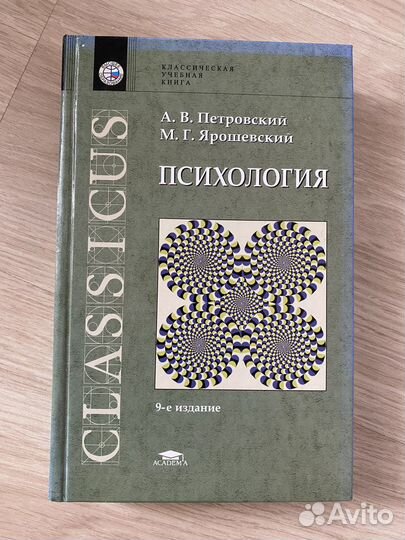 КЛАССИЧЕСКАЯ
УЧЕБНАЯ
КНИГА
А. В. Петровский
М. Г. Ярошевский
ПСИХОЛОГИЯ
CLASSICUS
9-е издание
ACADEMA
Avito